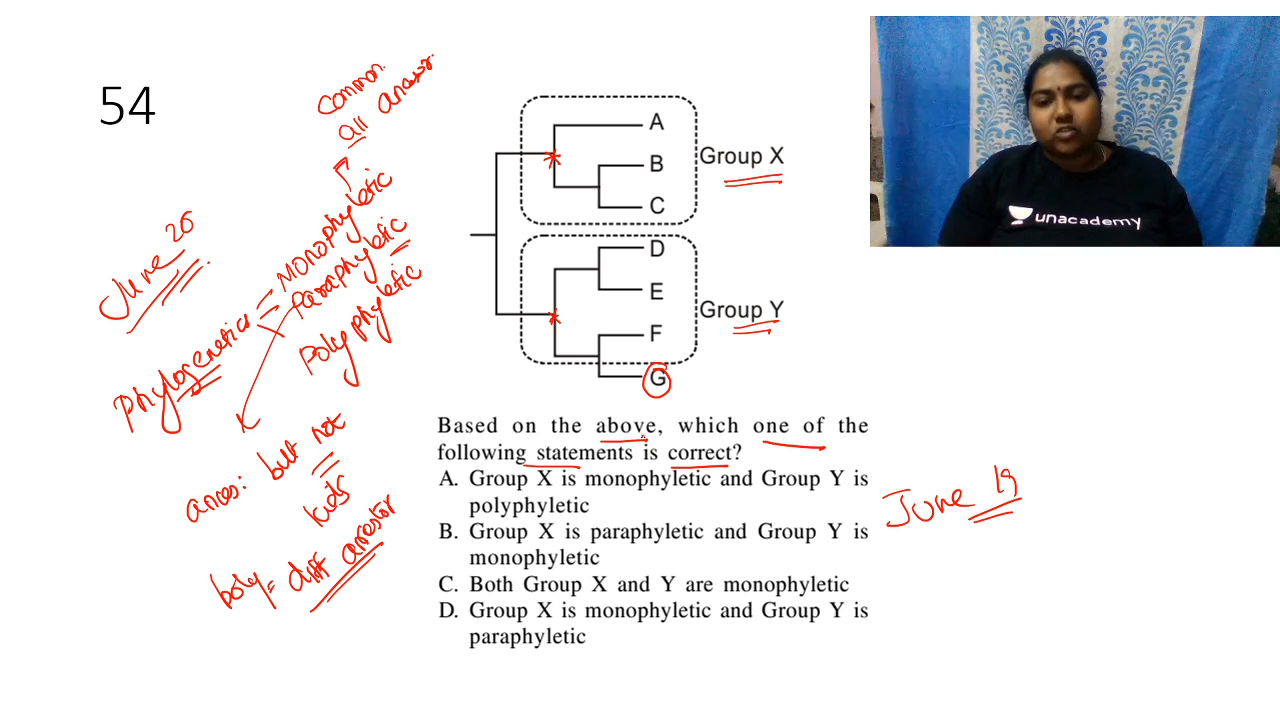 54
Common
all ances.
June 20
Phylogenetics = Monophyletic
Paraphyletic
Polyphyletic
ances: but not
kids
poly = diff ancestor
A
B
C
Group X
D
E
F
G
Group Y
unacademy
Based on the above, which one of the
following statements is correct?
A. Group X is monophyletic and Group Y is
polyphyletic
B. Group X is paraphyletic and Group Y is
monophyletic
C. Both Group X and Y are monophyletic
D. Group X is monophyletic and Group Y is
paraphyletic
June 19